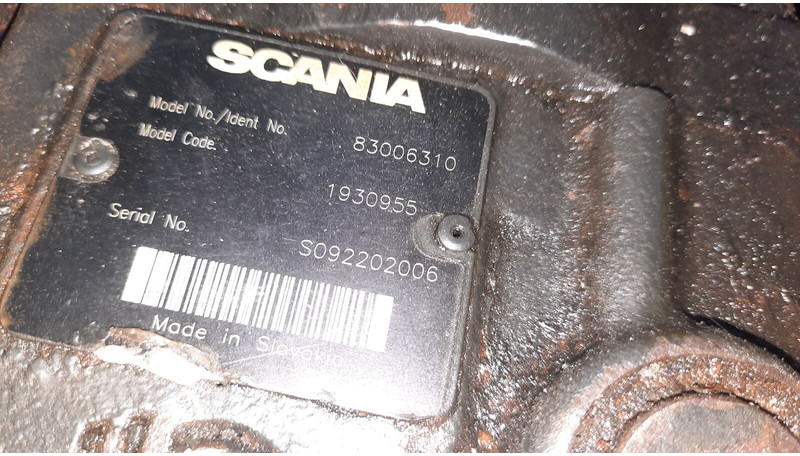 SCANIA
Model No./Ident No. 83006310
Model Code. 1930955
Serial No. S092202006
Made in Slovakia